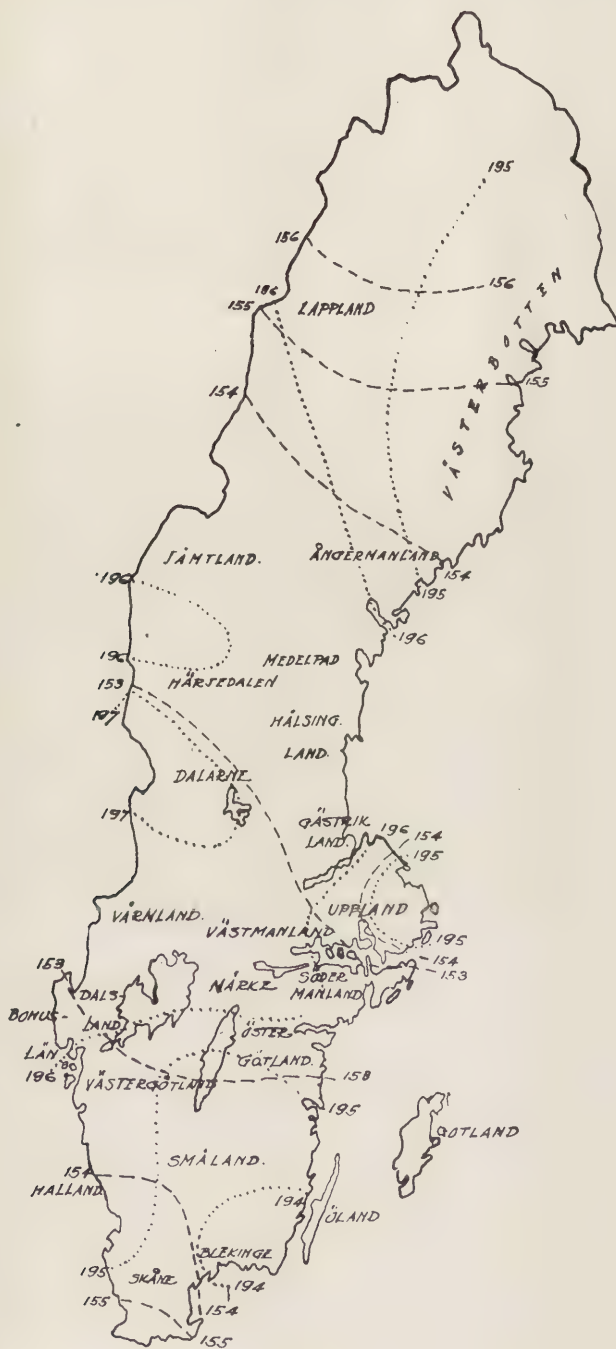 195
156
156
186
155
LAPPLAND
VÄSTERBOTTEN
155
154
JÄMTLAND.
ÅNGERMANLAND
154
196
195
196
196
MEDELPAD
153
HÄRJEDALEN
197
HÄLSING.
LAND.
DALARNE
197
GÄSTRIK
LAND.
196
154
195
UPPLAND
VÄRMLAND.
VÄSTMANLAND
195
154
153
153
NÄRKE
SÖDER
MANLAND
DALS-
LAND
BOHUS-
LÄN
ÖSTER
GÖTLAND.
196
VÄSTERGÖTLAND
158
195
GOTLAND
SMÅLAND.
154
HALLAND
194
ÖLAND
BLEKINGE
195
SKÅNE
194
155
154
155